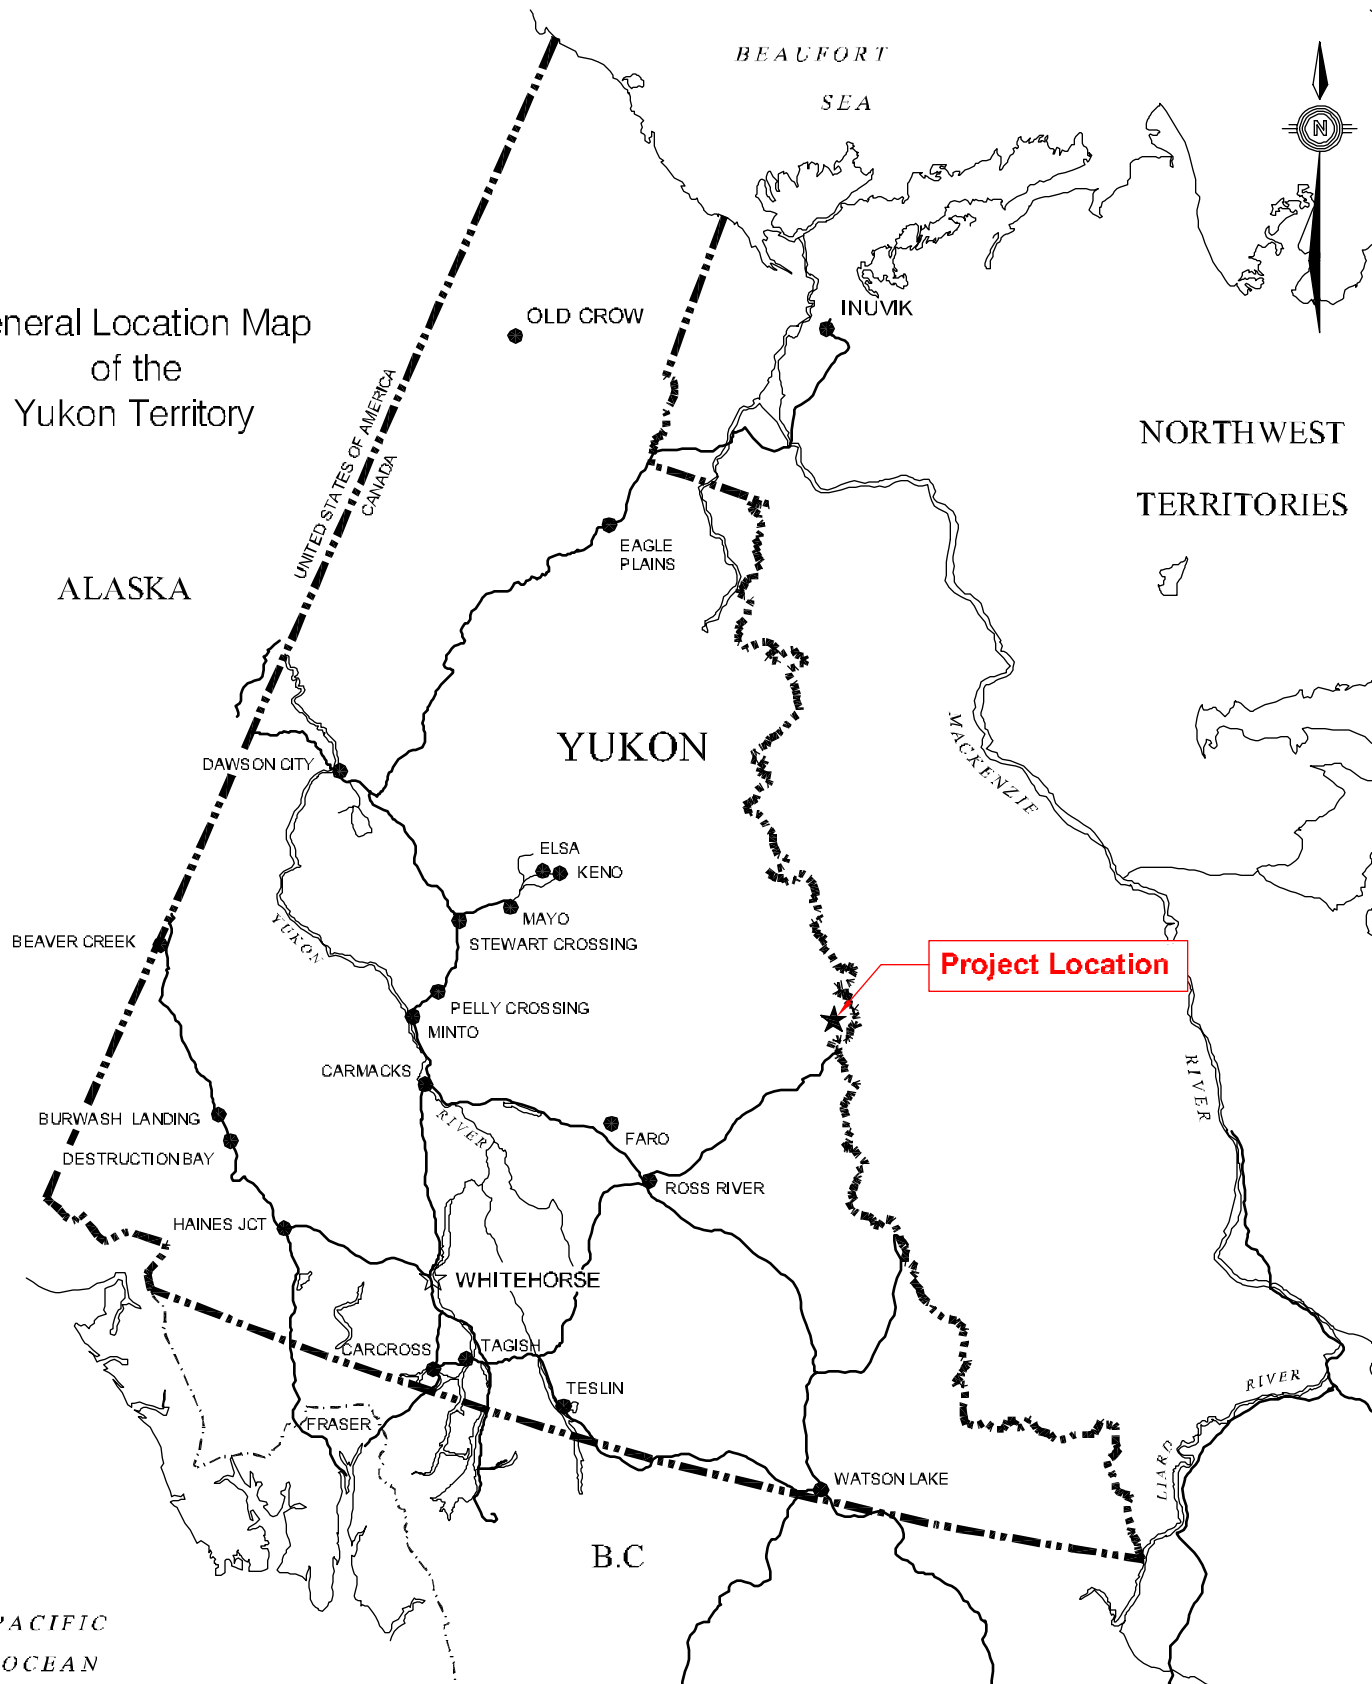 BEAUFORT
SEA
N
OLD CROW
INUVIK
eneral Location Map
of the
Yukon Territory
UNITED STATES OF AMERICA
CANADA
NORTHWEST
TERRITORIES
EAGLE
PLAINS
ALASKA
YUKON
MACKENZIE
DAWSON CITY
ELSA
KENO
MAYO
YUKON
STEWART CROSSING
BEAVER CREEK
Project Location
PELLY CROSSING
MINTO
CARMACKS
RIVER
BURWASH LANDING
RIVER
FARO
DESTRUCTION BAY
ROSS RIVER
HAINES JCT
WHITEHORSE
CARCROSS
TAGISH
TESLIN
RIVER
FRASER
LIARD
WATSON LAKE
B.C
PACIFIC
OCEAN